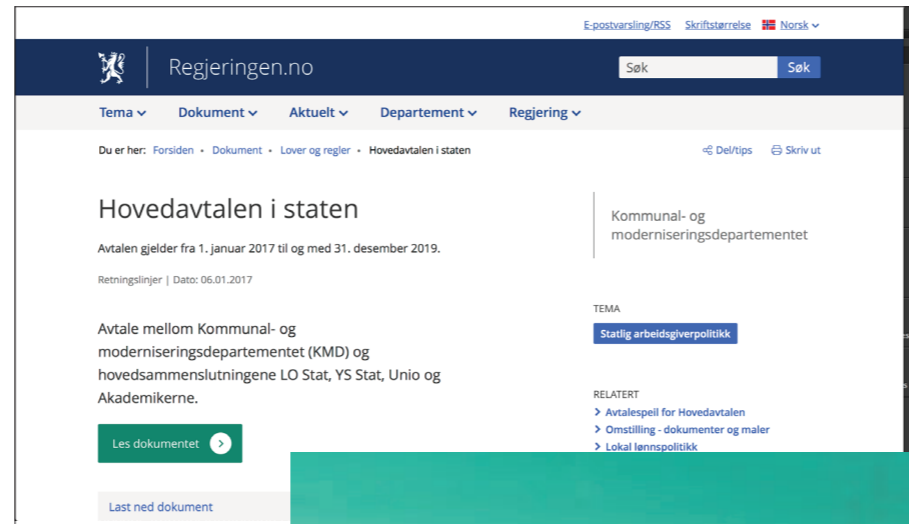 E-postvarsling/RSS Skriftstørrelse Norsk
Regjeringen.no
Søk Søk
Tema Dokument Aktuelt Departement Regjering
Du er her: Forsiden • Dokument • Lover og regler • Hovedavtalen i staten
Del/tips Skriv ut
Hovedavtalen i staten
Avtalen gjelder fra 1. januar 2017 til og med 31. desember 2019.
Retningslinjer | Dato: 06.01.2017
Avtale mellom Kommunal- og
moderniseringsdepartementet (KMD) og
hovedsammenslutningene LO Stat, YS Stat, Unio og
Akademikerne.
Les dokumentet
Last ned dokument
Kommunal- og
moderniseringsdepartementet
TEMA
Statlig arbeidsgiverpolitikk
RELATERT
Avtalespeil for Hovedavtalen
Omstilling - dokumenter og maler
Lokal lønnspolitikk